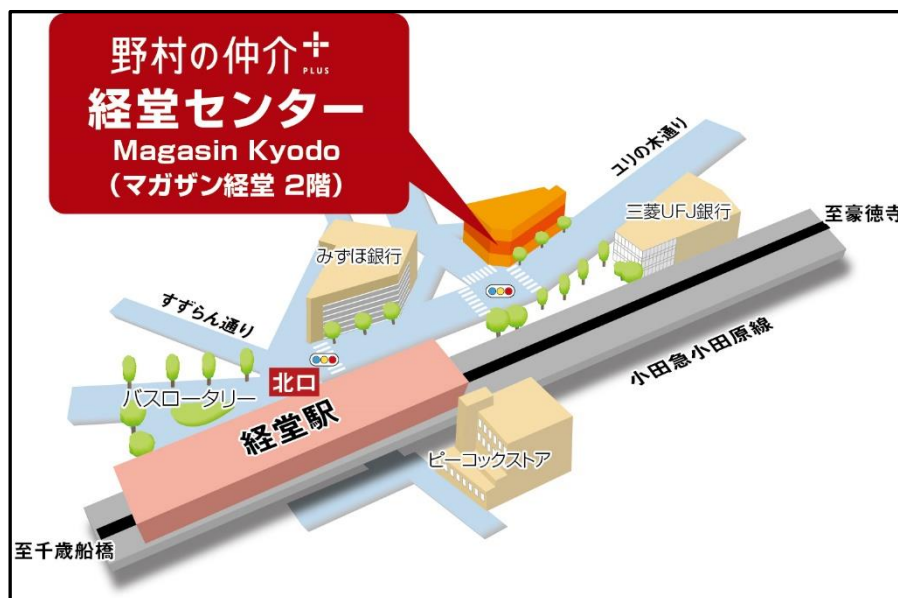 野村の仲介+
PLUS
経堂センター
Magasin Kyodo
（マガザン経堂 2階）
ユリの木通り
三菱UFJ銀行
至豪徳寺
みずほ銀行
すずらん通り
小田急小田原線
北口
バスロータリー
経堂駅
ピーコックストア
至千歳船橋